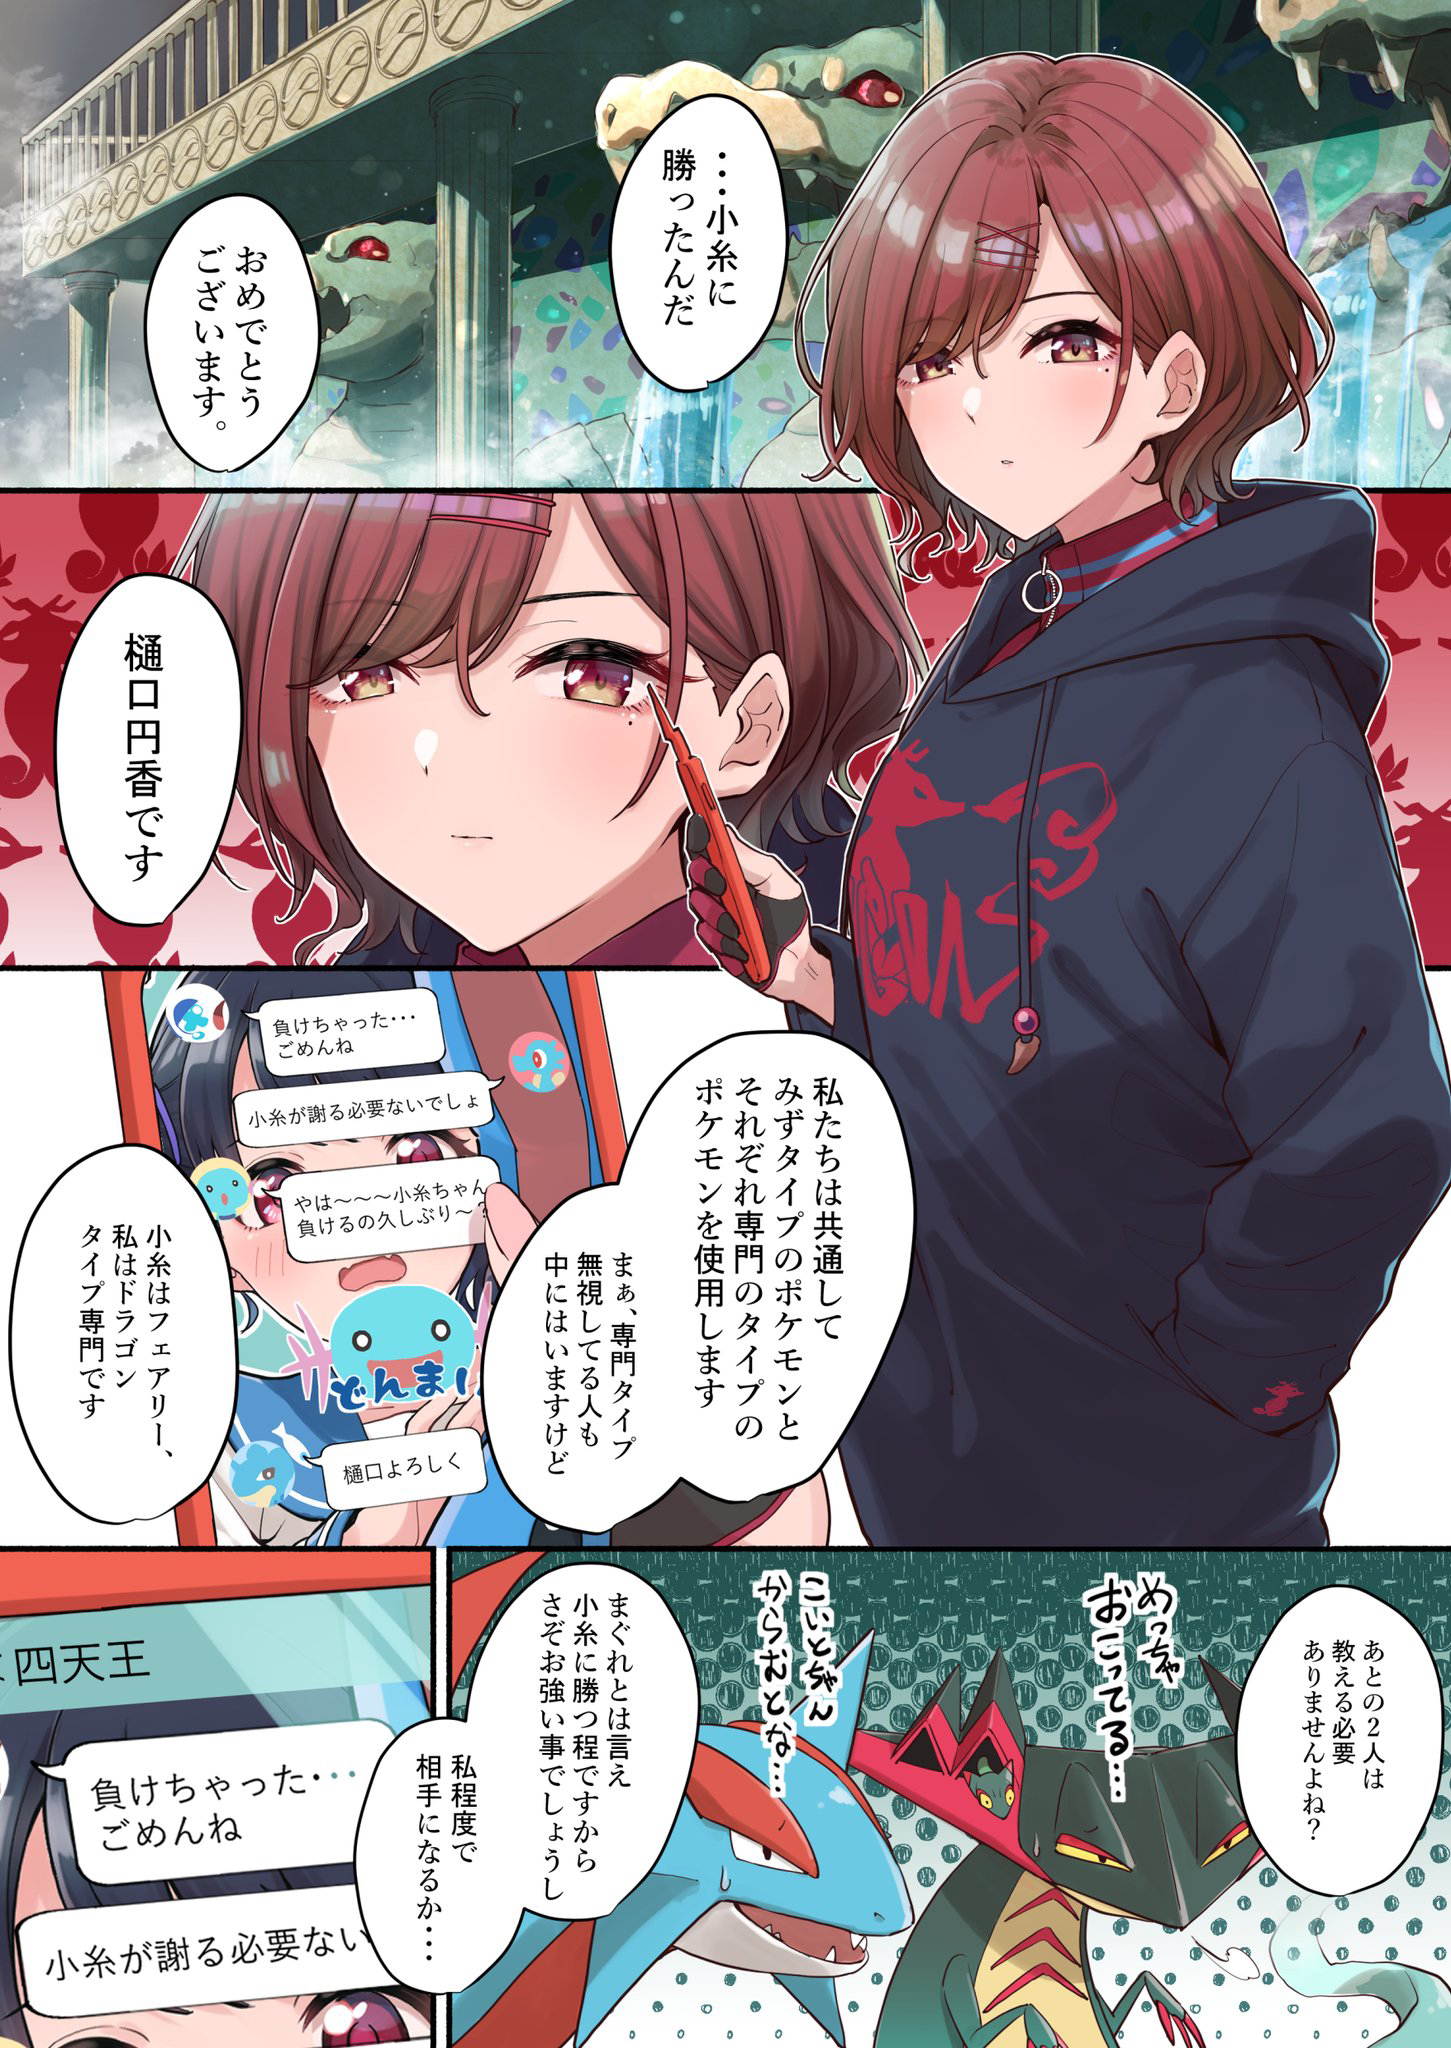 ・・・小糸に
勝ったんだ
おめでとう
ございます。
樋口円香です
私たちは共通して
みずタイプのポケモンと
それぞれ専門のタイプの
ポケモンを使用します
まぁ、専門タイプ
無視してる人も
中にはいますけど
負けちゃった・・・
ごめんね
小糸が謝る必要ないでしょ
やは〜〜〜小糸ちゃん
負けるの久しぶり〜？
どんまい
樋口よろしく
小糸はフェアリー、
私はドラゴン
タイプ専門です
あとの2人は
教える必要
ありませんよね？
めっちゃ
おこってる…
こいとちゃん
からむとな…
まぐれとは言え
小糸に勝つ程ですから
さぞお強い事でしょうし
私程度で
相手になるか・・・
四天王
負けちゃった・・・
ごめんね
小糸が謝る必要ない